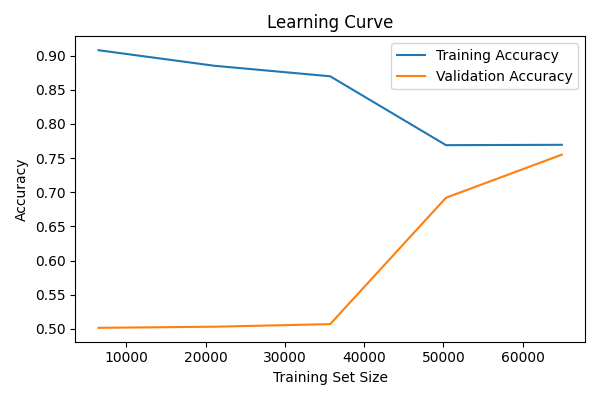 Learning Curve
Training Accuracy
Validation Accuracy
0.90
0.85
0.80
0.75
0.70
0.65
0.60
0.55
0.50
Accuracy
10000 20000 30000 40000 50000 60000
Training Set Size